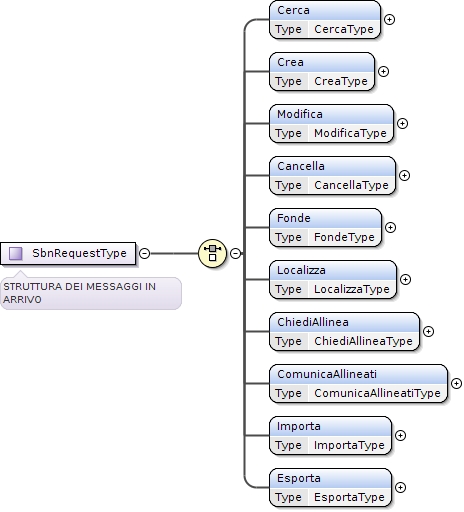 Cerca
Type CercaType
Crea
Type CreaType
Modifica
Type ModificaType
Cancella
Type CancellaType
Fonde
Type FondeType
SbnRequestType
STRUTTURA DEI MESSAGGI IN
ARRIVO
Localizza
Type LocalizzaType
ChiediAllinea
Type ChiediAllineaType
ComunicaAllineati
Type ComunicaAllineatiType
Importa
Type ImportaType
Esporta
Type EsportaType